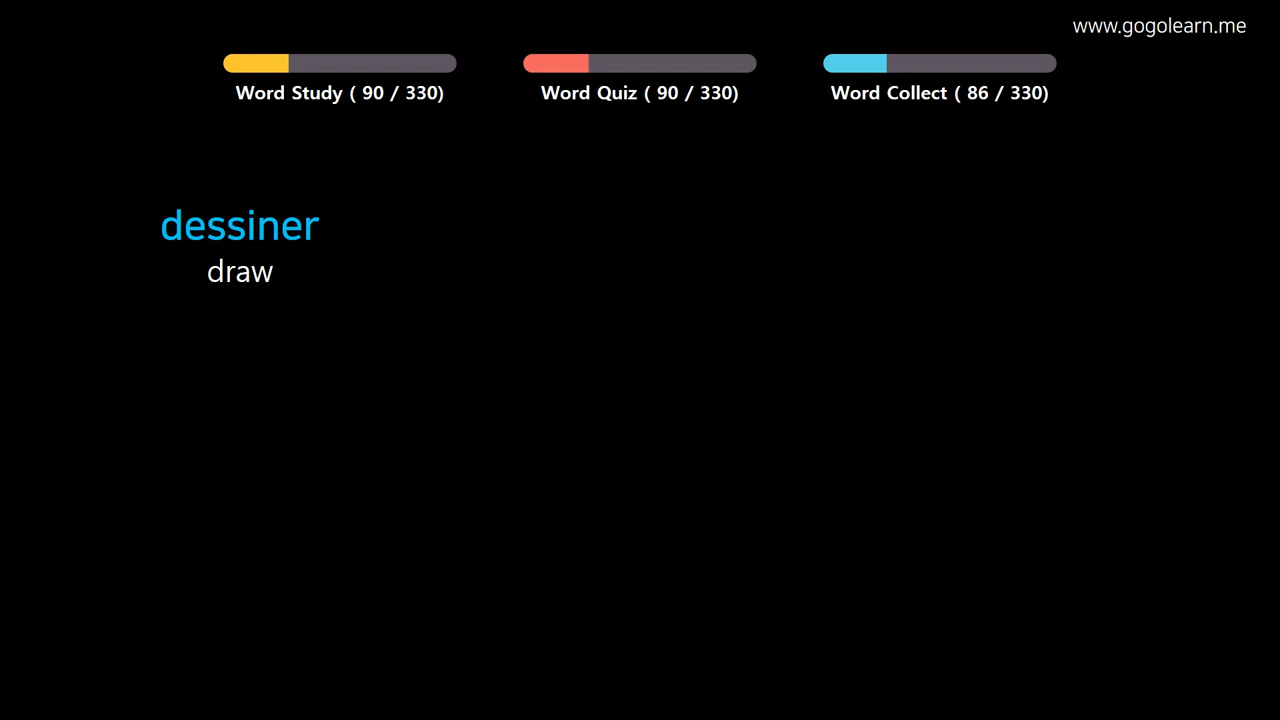 www.gogolearn.me
Word Study ( 90 / 330)
Word Quiz ( 90 / 330)
Word Collect ( 86 / 330)
dessiner
draw